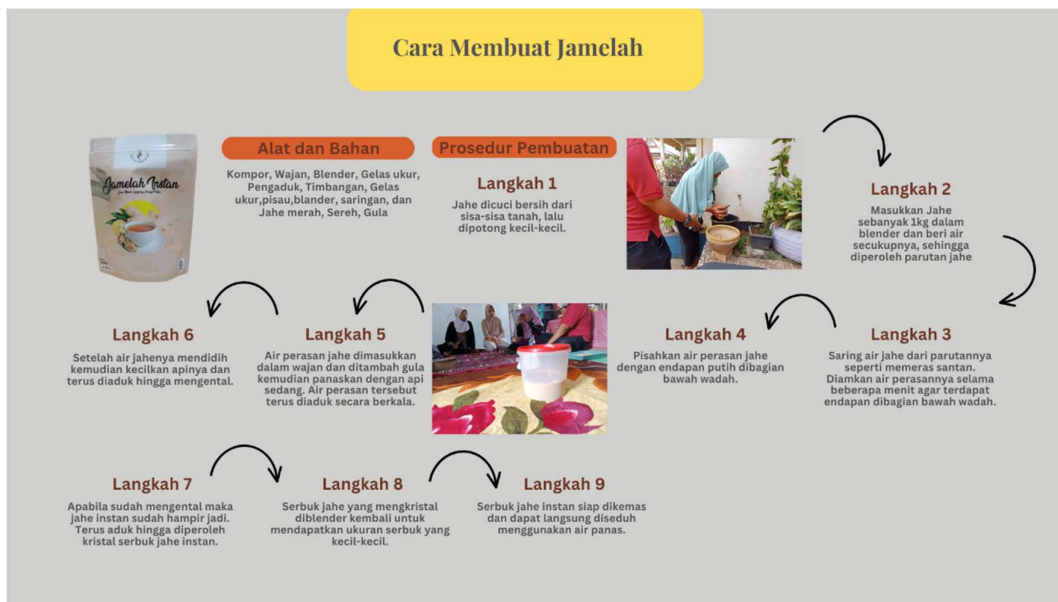 Cara Membuat Jamelah
Jamelah Instan
Alat dan Bahan
Kompor, Wajan, Blender, Gelas ukur,
Pengaduk, Timbangan, Gelas
ukur,pisau,blander, saringan, dan
Jahe merah, Sereh, Gula
Prosedur Pembuatan
Langkah 1
Jahe dicuci bersih dari
sisa-sisa tanah, lalu
dipotong kecil-kecil.
Langkah 2
Masukkan Jahe
sebanyak 1kg dalam
blender dan beri air
secukupnya, sehingga
diperoleh parutan jahe
Langkah 3
Saring air jahe dari parutannya
seperti memeras santan.
Diamkan air perasannya selama
beberapa menit agar terdapat
endapan dibagian bawah wadah.
Langkah 4
Pisahkan air perasan jahe
dengan endapan putih dibagian
bawah wadah.
Langkah 5
Air perasan jahe dimasukkan
dalam wajan dan ditambah gula
kemudian panaskan dengan api
sedang. Air perasan tersebut
terus diaduk secara berkala.
Langkah 6
Setelah air jahenya mendidih
kemudian kecilkan apinya dan
terus diaduk hingga mengental.
Langkah 7
Apabila sudah mengental maka
jahe instan sudah hampir jadi.
Terus aduk hingga diperoleh
kristal serbuk jahe instan.
Langkah 8
Serbuk jahe yang mengkristal
diblender kembali untuk
mendapatkan ukuran serbuk yang
kecil-kecil.
Langkah 9
Serbuk jahe instan siap dikemas
dan dapat langsung diseduh
menggunakan air panas.